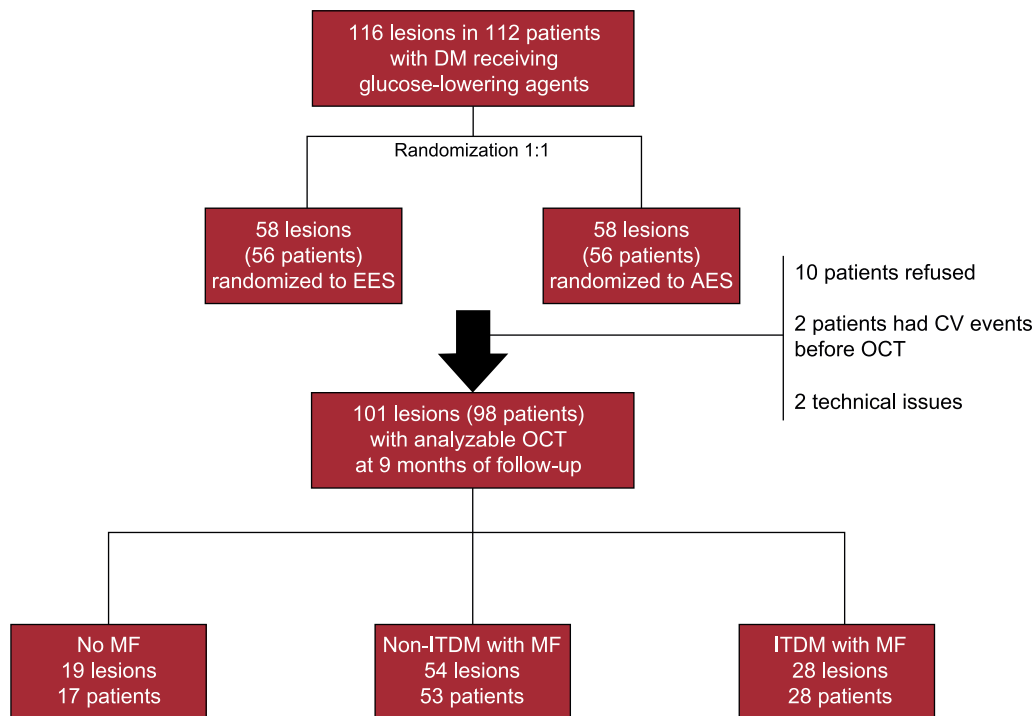 116 lesions in 112 patients
with DM receiving
glucose-lowering agents
Randomization 1:1
58 lesions
(56 patients)
randomized to EES
58 lesions
(56 patients)
randomized to AES
10 patients refused
2 patients had CV events
before OCT
2 technical issues
101 lesions (98 patients)
with analyzable OCT
at 9 months of follow-up
No MF
19 lesions
17 patients
Non-ITDM with MF
54 lesions
53 patients
ITDM with MF
28 lesions
28 patients